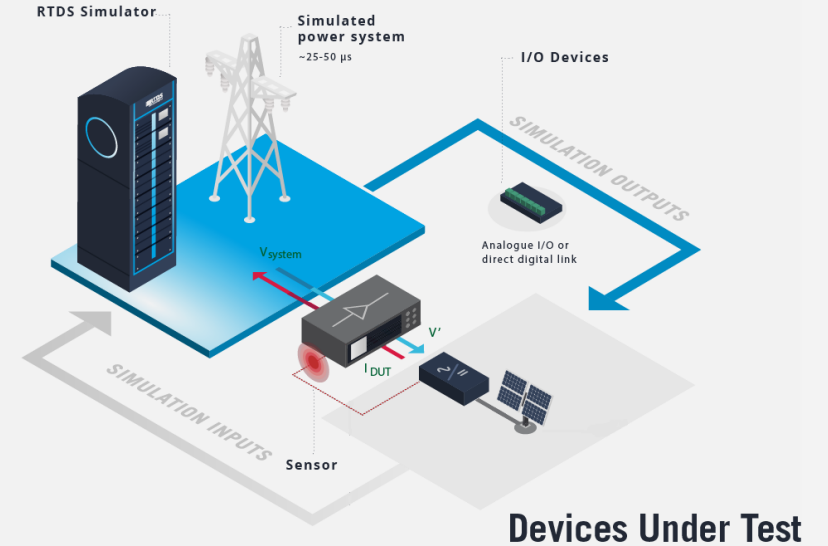 RTDS Simulator
Simulated
power system
~25-50 µs
I/O Devices
SIMULATION OUTPUTS
Analogue I/O or
direct digital link
Vsystem
V’
I DUT
SIMULATION INPUTS
Sensor
Devices Under Test